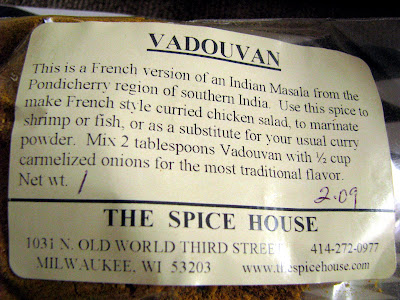 VADOUVAN
This is a French version of an Indian Masala from the
Pondicherry region of southern India. Use this spice to
make French style curried chicken salad, to marinate
shrimp or fish, or as a substitute for your usual curry
powder. Mix 2 tablespoons Vadouvan with ½ cup
carmelized onions for the most traditional flavor.
Net wt. 1
2.09
THE SPICE HOUSE
1031 N. OLD WORLD THIRD STREET 414-272-0977
MILWAUKEE, WI 53203 www.thespicehouse.com